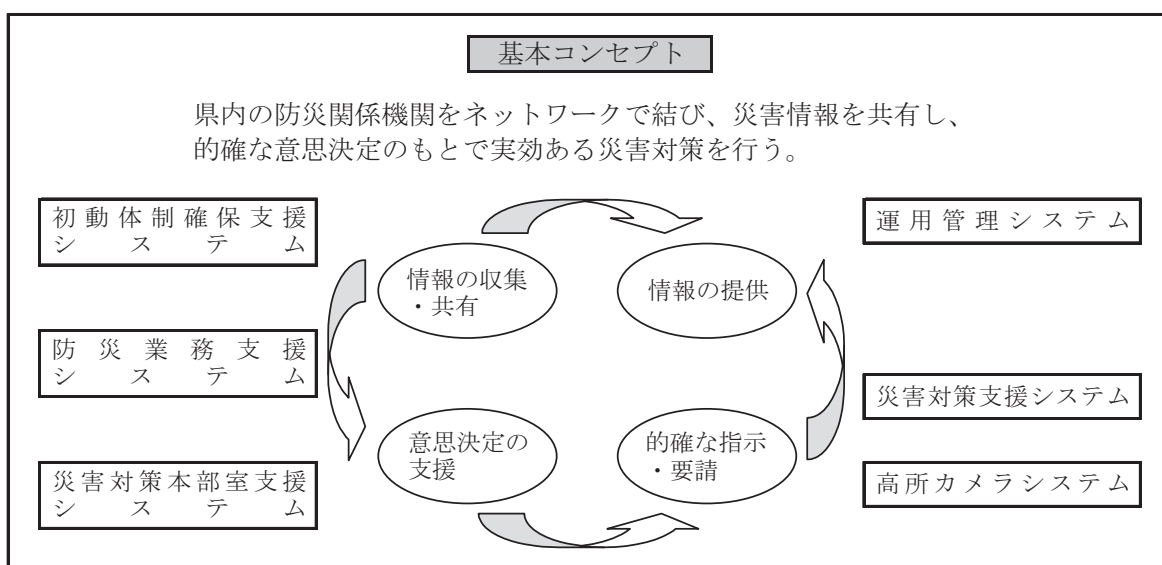 基本コンセプト
県内の防災関係機関をネットワークで結び、災害情報を共有し、
的確な意思決定のもとで実効ある災害対策を行う。
初動体制確保支援
システム
防災業務支援
システム
災害対策本部室支援
システム
情報の収集
・共有
情報の提供
意思決定の
支援
的確な指示
・要請
運用管理システム
災害対策支援システム
高所カメラシステム